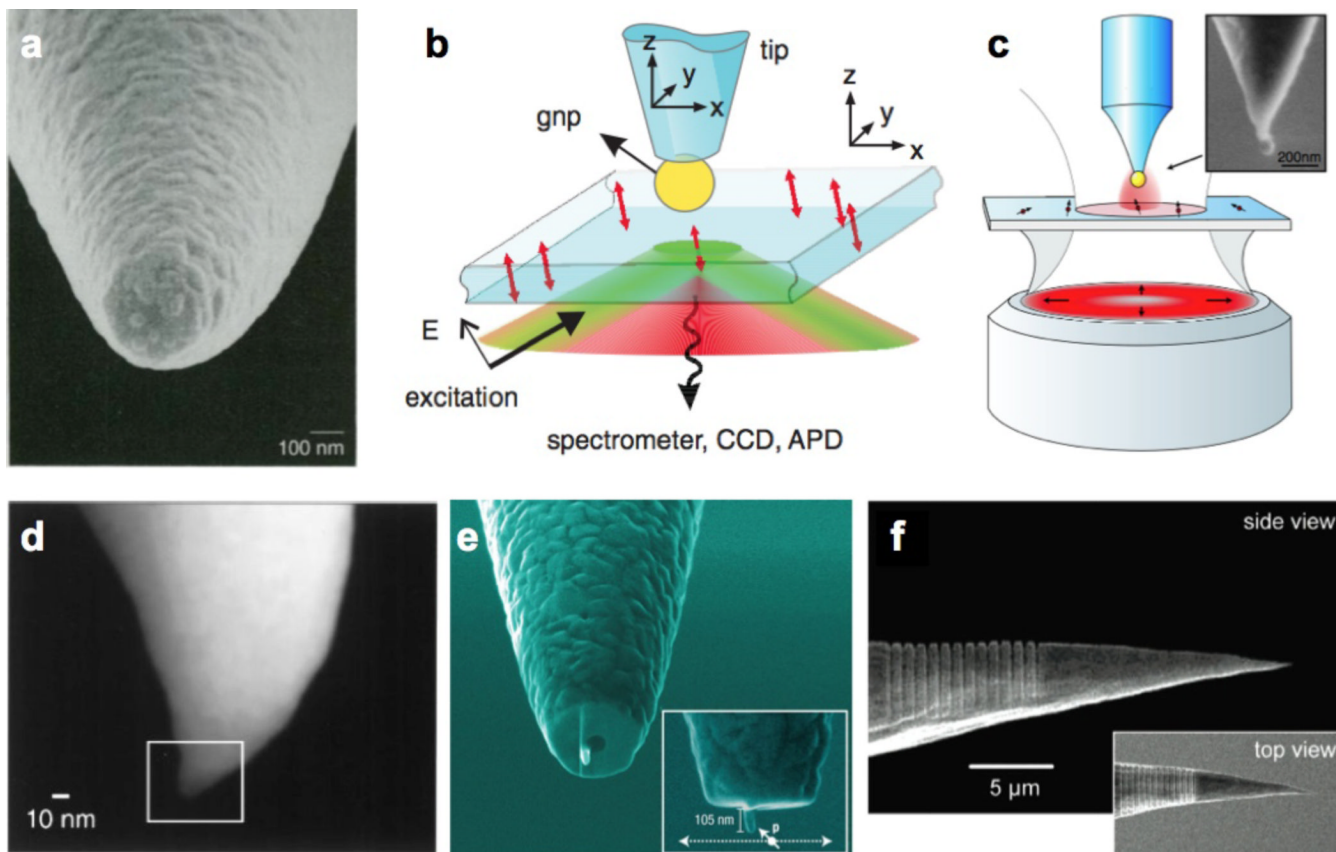 a
100 nm
b
z
y
x
tip
gnp
z
y
x
E
excitation
spectrometer, CCD, APD
c
200nm
d
10 nm
e
105 nm
p
f
side view
5 μm
top view